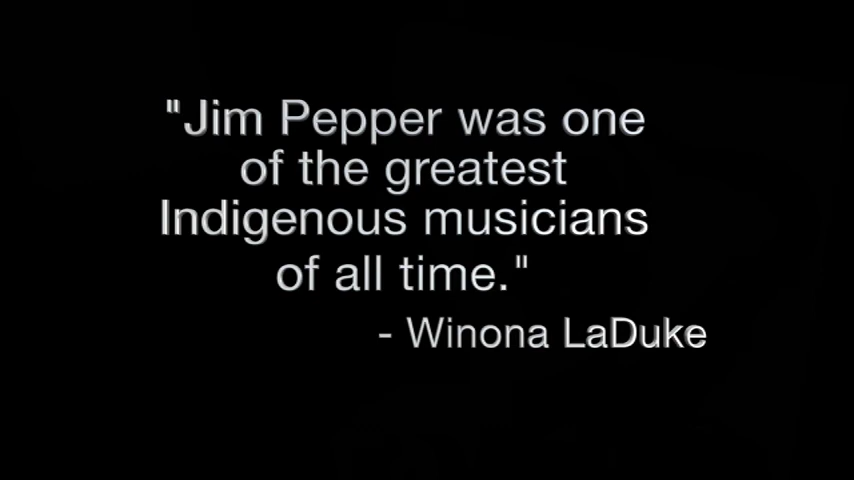 "Jim Pepper was one
of the greatest
Indigenous musicians
of all time."
- Winona LaDuke